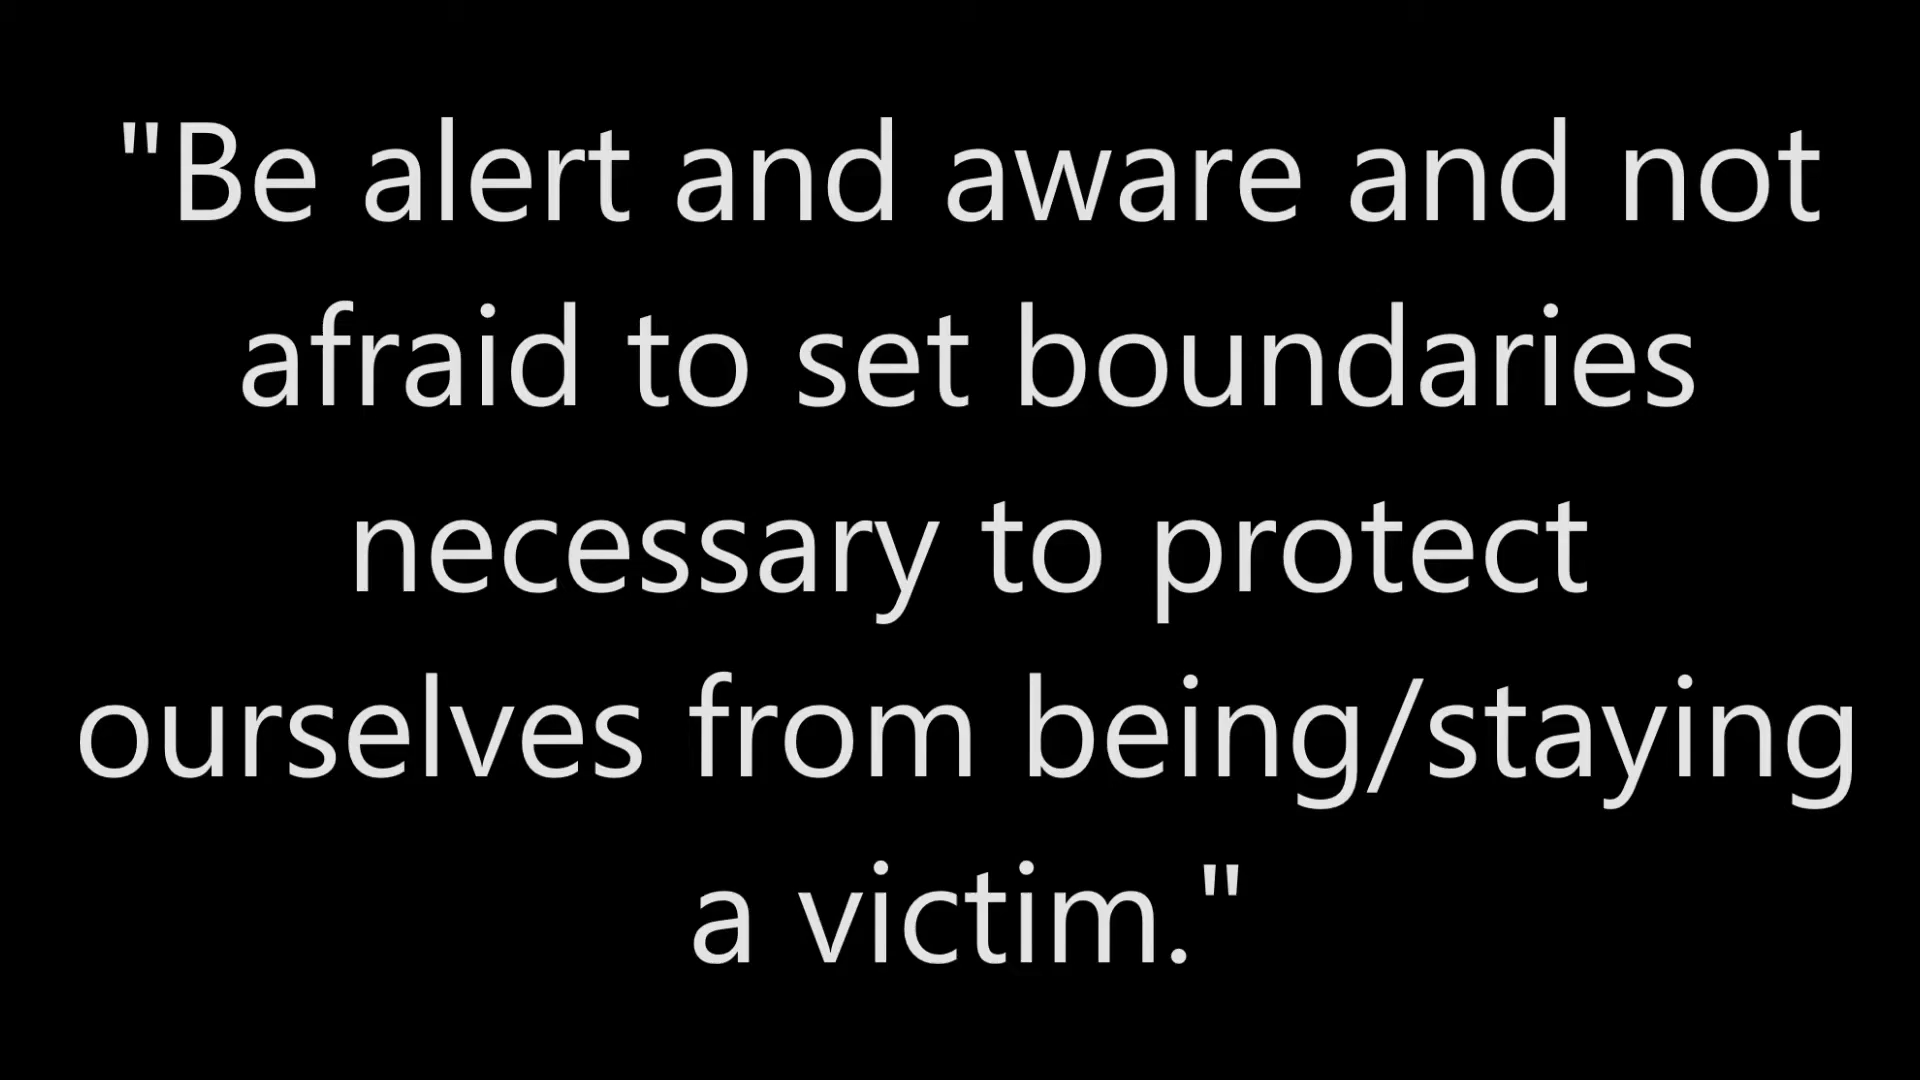 "Be alert and aware and not
afraid to set boundaries
necessary to protect
ourselves from being/staying
a victim."